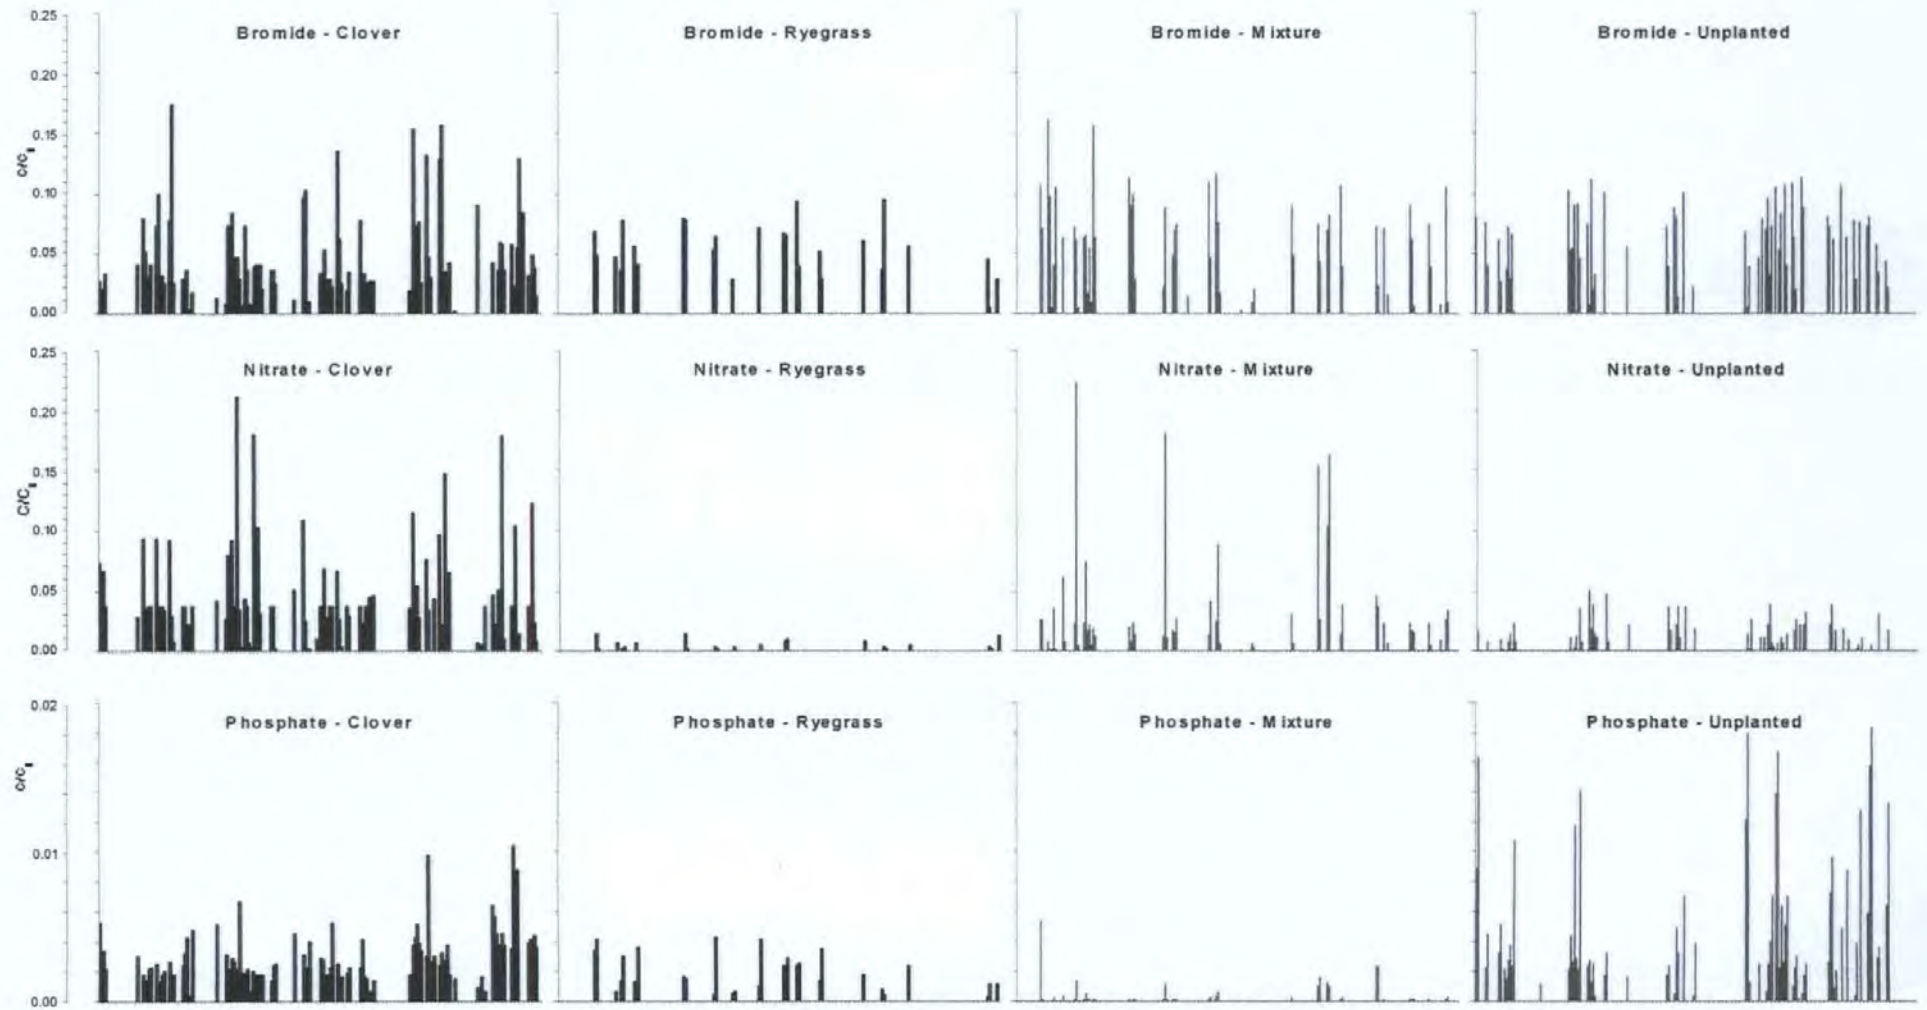 Bromide - Clover
Bromide - Ryegrass
Bromide - Mixture
Bromide - Unplanted
0.25
0.20
0.15
0.10
0.05
0.00
Nitrate - Clover
Nitrate - Ryegrass
Nitrate - Mixture
Nitrate - Unplanted
0.25
0.20
0.15
0.10
0.05
0.00
Phosphate - Clover
Phosphate - Ryegrass
Phosphate - Mixture
Phosphate - Unplanted
0.02
0.01
0.00